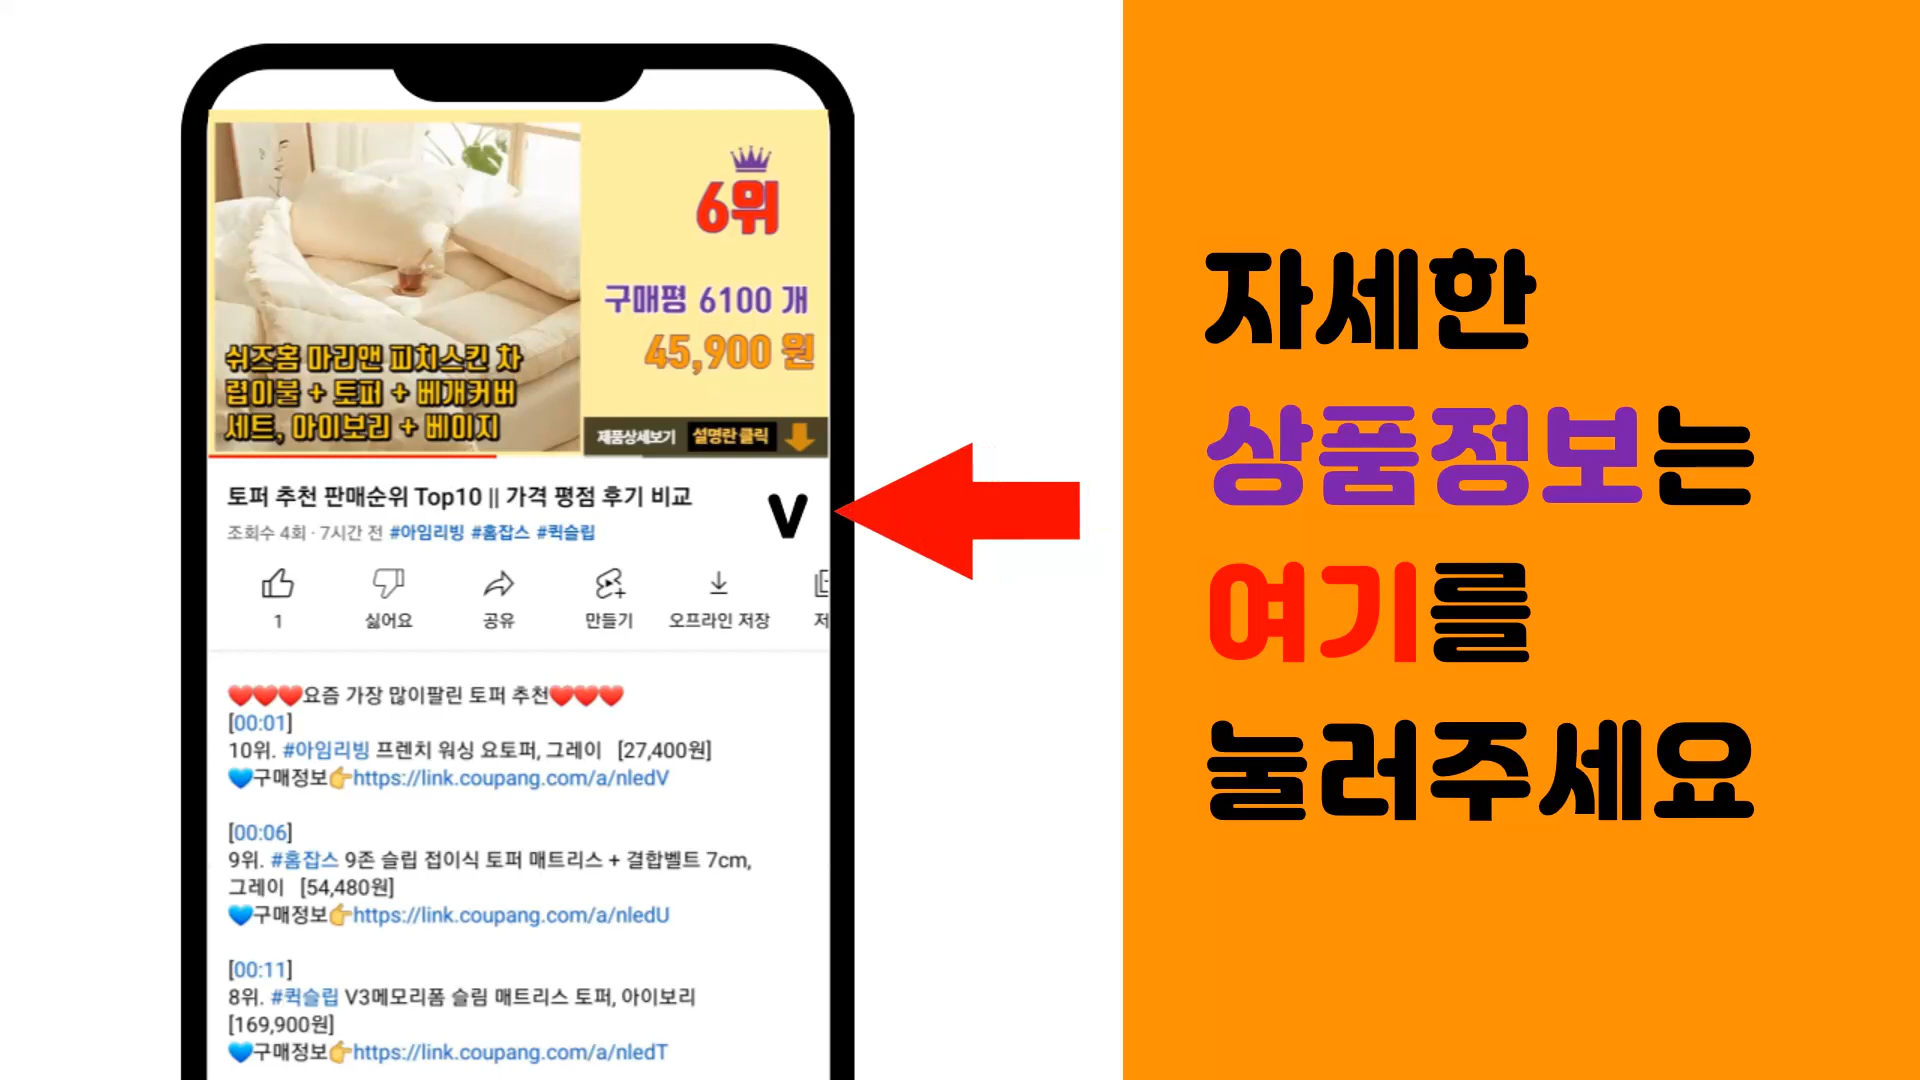 6위
구매평 6100 개
45,900 원
쉬즈홈 마리앤 피치스킨 차
렵이불 + 토퍼 + 베개커버
세트, 아이보리 + 베이지
제품상세보기 설명란 클릭
토퍼 추천 판매순위 Top10 || 가격 평점 후기 비교
V
조회수 4회 · 7시간 전 #아임리빙 #홈잡스 #퀵슬립
1 싫어요 공유 만들기 오프라인 저장 저
❤❤❤요즘 가장 많이팔린 토퍼 추천❤❤❤
[00:01]
10위. #아임리빙 프렌치 워싱 요토퍼, 그레이 [27,400원]
💙구매정보👉https://link.coupang.com/a/nledV
[00:06]
9위. #홈잡스 9존 슬립 접이식 토퍼 매트리스 + 결합벨트 7cm,
그레이 [54,480원]
💙구매정보👉https://link.coupang.com/a/nledU
[00:11]
8위. #퀵슬립 V3메모리폼 슬림 매트리스 토퍼, 아이보리
[169,900원]
💙구매정보👉https://link.coupang.com/a/nledT
자세한
상품정보는
여기를
눌러주세요